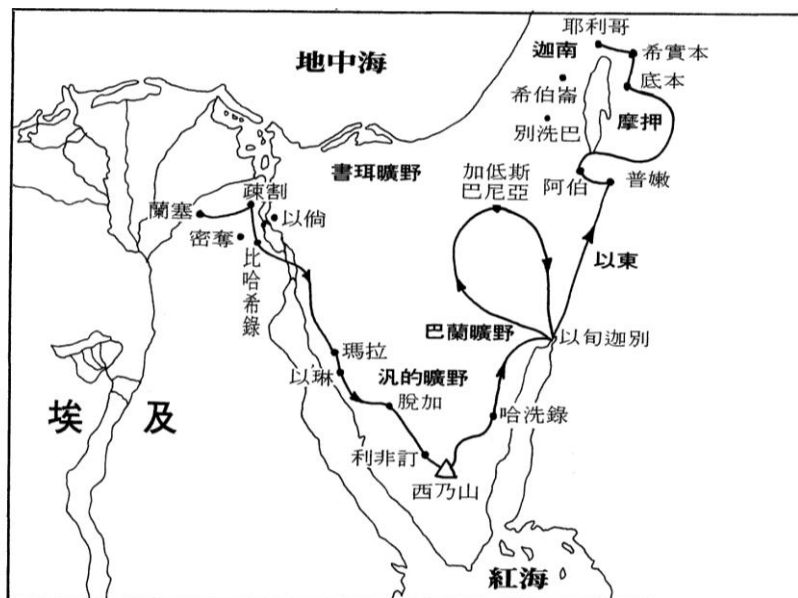 地中海
迦南
耶利哥
希實本
希伯崙
底本
別洗巴
摩押
書珥曠野
加低斯
巴尼亞
阿伯
普嫩
蘭塞
疎割
以倘
密奪
比哈希錄
以東
巴蘭曠野
以旬迦別
瑪拉
以琳
汛的曠野
脫加
哈洗錄
埃及
利非訂
西乃山
紅海